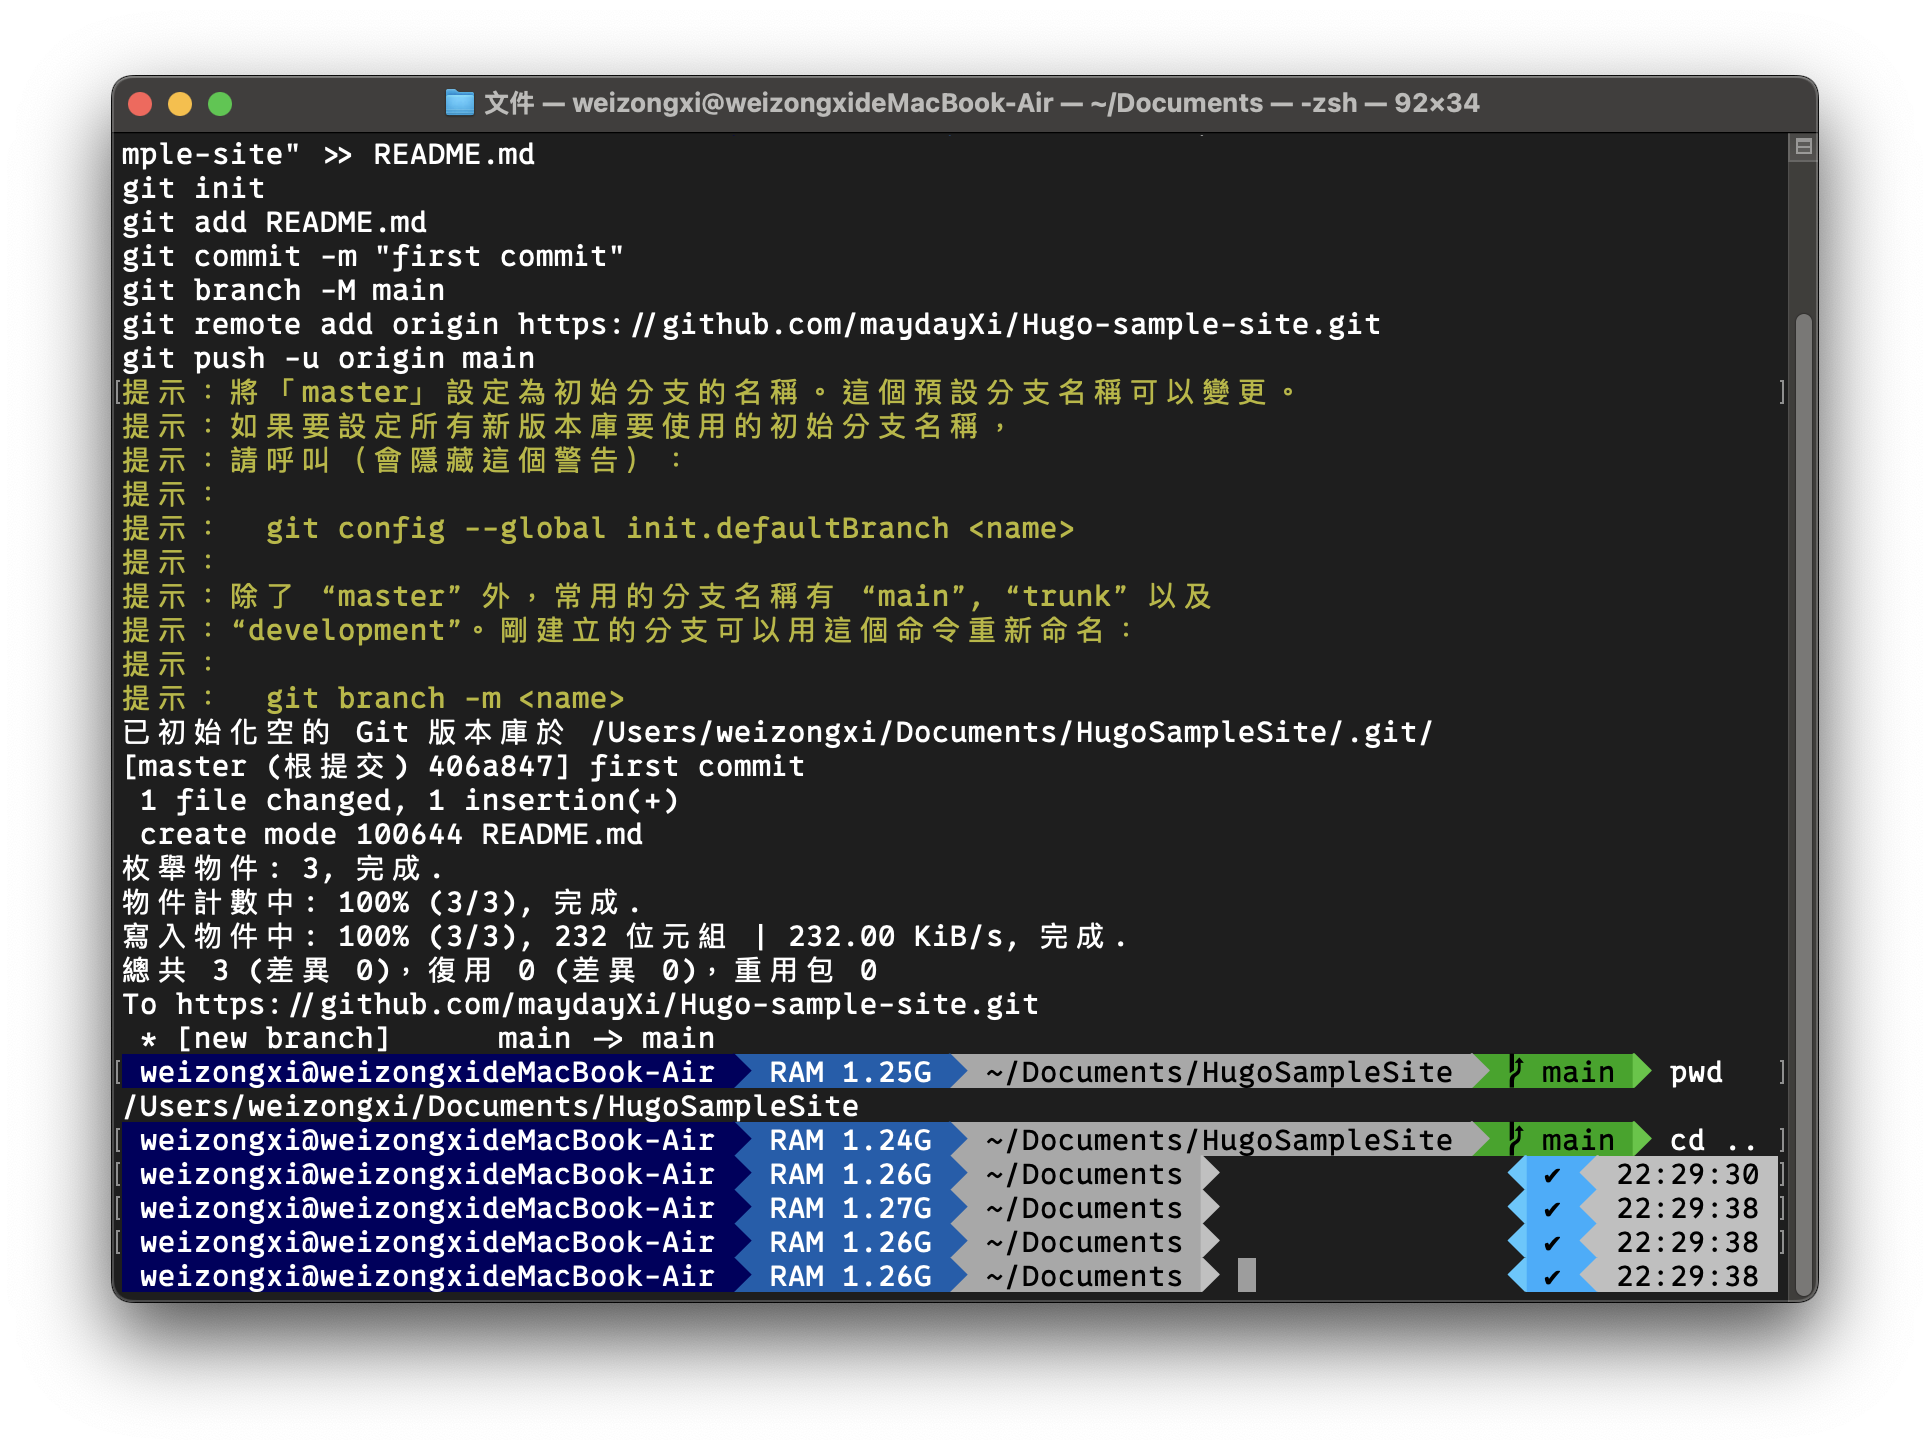 文件 — weizongxi@weizongxideMacBook-Air — ~/Documents — -zsh — 92×34
mple-site" >> README.md
git init
git add README.md
git commit -m "first commit"
git branch -M main
git remote add origin https://github.com/maydayXi/Hugo-sample-site.git
git push -u origin main
提示：將「master」設定為初始分支的名稱。這個預設分支名稱可以變更。
提示：如果要設定所有新版本庫要使用的初始分支名稱，
提示：請呼叫（會隱藏這個警告）：
提示：
提示：  git config --global init.defaultBranch <name>
提示：
提示：除了 “master” 外，常用的分支名稱有 “main”, “trunk” 以及
提示：“development”。剛建立的分支可以用這個命令重新命名：
提示：
提示：  git branch -m <name>
已初始化空的 Git 版本庫於 /Users/weizongxi/Documents/HugoSampleSite/.git/
[master (根提交) 406a847] first commit
 1 file changed, 1 insertion(+)
 create mode 100644 README.md
枚舉物件: 3, 完成.
物件計數中: 100% (3/3), 完成.
寫入物件中: 100% (3/3), 232 位元組 | 232.00 KiB/s, 完成.
總共 3 (差異 0)，復用 0 (差異 0)，重用包 0
To https://github.com/maydayXi/Hugo-sample-site.git
 * [new branch]      main -> main
weizongxi@weizongxideMacBook-Air RAM 1.25G ~/Documents/HugoSampleSite main pwd
/Users/weizongxi/Documents/HugoSampleSite
weizongxi@weizongxideMacBook-Air RAM 1.24G ~/Documents/HugoSampleSite main cd ..
weizongxi@weizongxideMacBook-Air RAM 1.26G ~/Documents ✔ 22:29:30
weizongxi@weizongxideMacBook-Air RAM 1.27G ~/Documents ✔ 22:29:38
weizongxi@weizongxideMacBook-Air RAM 1.26G ~/Documents ✔ 22:29:38
weizongxi@weizongxideMacBook-Air RAM 1.26G ~/Documents ✔ 22:29:38